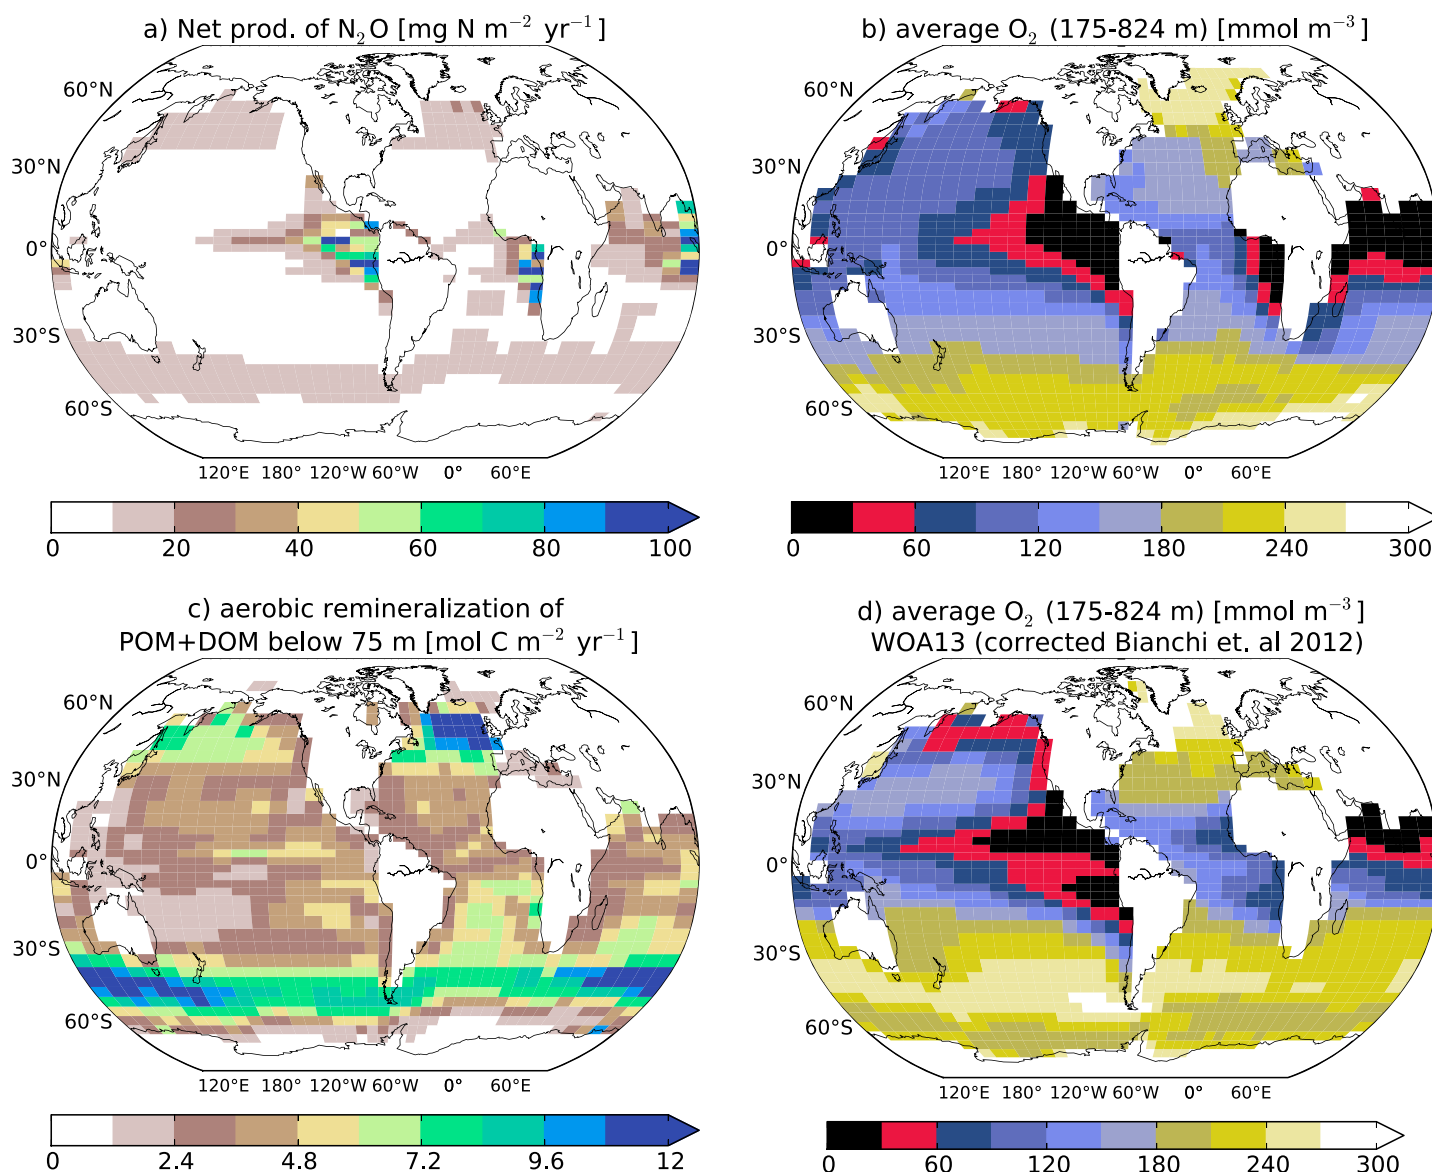 a) Net prod. of N₂O [mg N m⁻² yr⁻¹]
60°N
30°N
0°
30°S
60°S
120°E 180° 120°W 60°W 0° 60°E
0 20 40 60 80 100
b) average O₂ (175-824 m) [mmol m⁻³]
60°N
30°N
0°
30°S
60°S
120°E 180° 120°W 60°W 0° 60°E
0 60 120 180 240 300
c) aerobic remineralization of
POM+DOM below 75 m [mol C m⁻² yr⁻¹]
60°N
30°N
0°
30°S
60°S
120°E 180° 120°W 60°W 0° 60°E
0 2.4 4.8 7.2 9.6 12
d) average O₂ (175-824 m) [mmol m⁻³]
WOA13 (corrected Bianchi et. al 2012)
60°N
30°N
0°
30°S
60°S
120°E 180° 120°W 60°W 0° 60°E
0 60 120 180 240 300